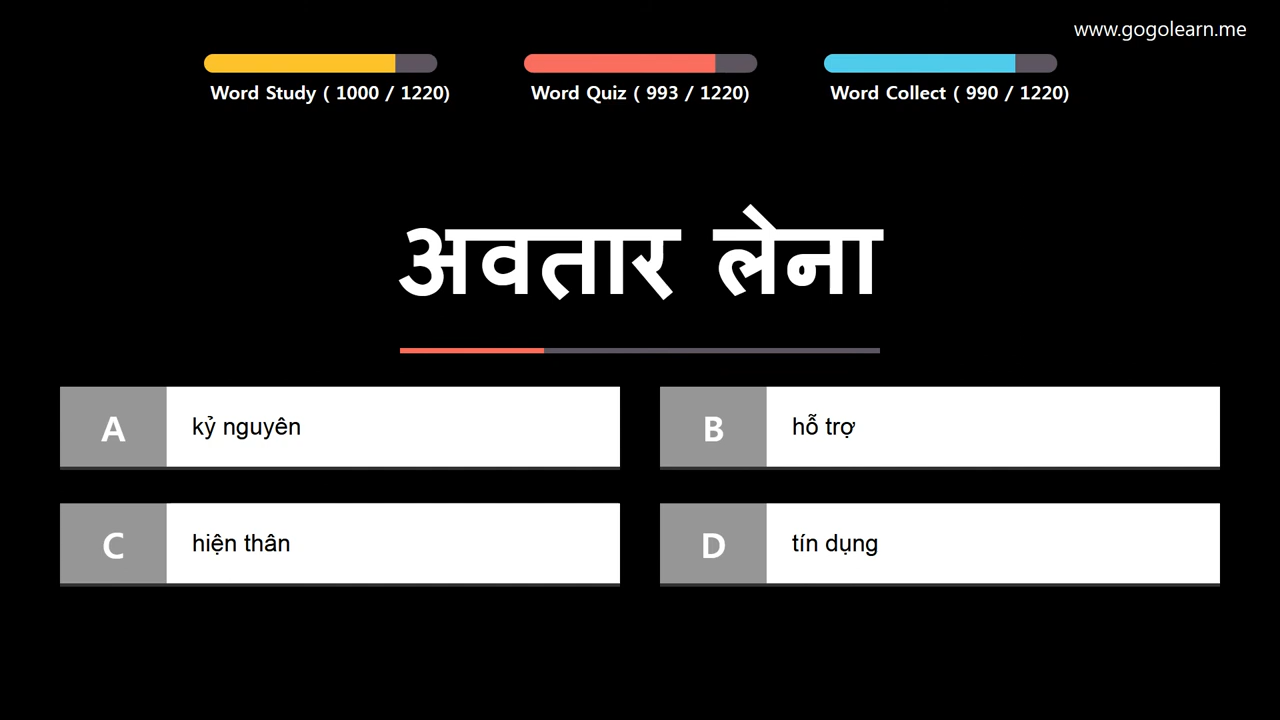 www.gogolearn.me
Word Study ( 1000 / 1220)
Word Quiz ( 993 / 1220)
Word Collect ( 990 / 1220)
अवतार लेना
A kỷ nguyên
B hỗ trợ
C hiện thân
D tín dụng